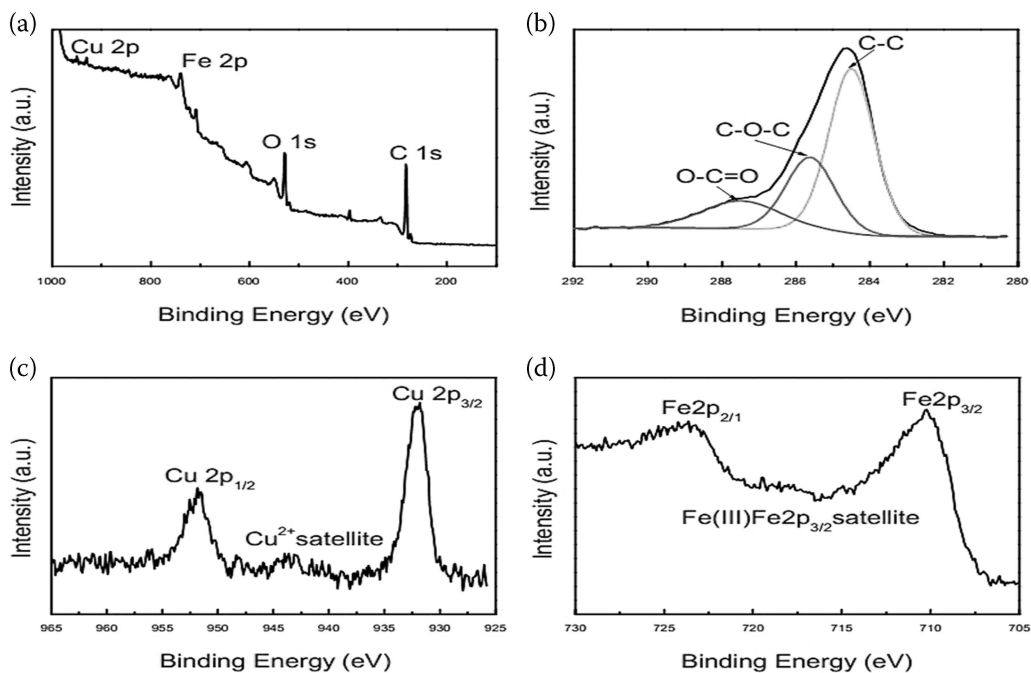 (a)
Cu 2p
Fe 2p
O 1s
C 1s
Intensity (a.u.)
1000 800 600 400 200
Binding Energy (eV)
(b)
C-C
C-O-C
O-C=O
Intensity (a.u.)
292 290 288 286 284 282 280
Binding Energy (eV)
(c)
Cu 2p3/2
Cu 2p1/2
Cu2+ satellite
Intensity (a.u.)
965 960 955 950 945 940 935 930 925
Binding Energy (eV)
(d)
Fe2p2/1
Fe2p3/2
Fe(III)Fe2p3/2 satellite
Intensity (a.u.)
730 725 720 715 710 705
Binding Energy (eV)